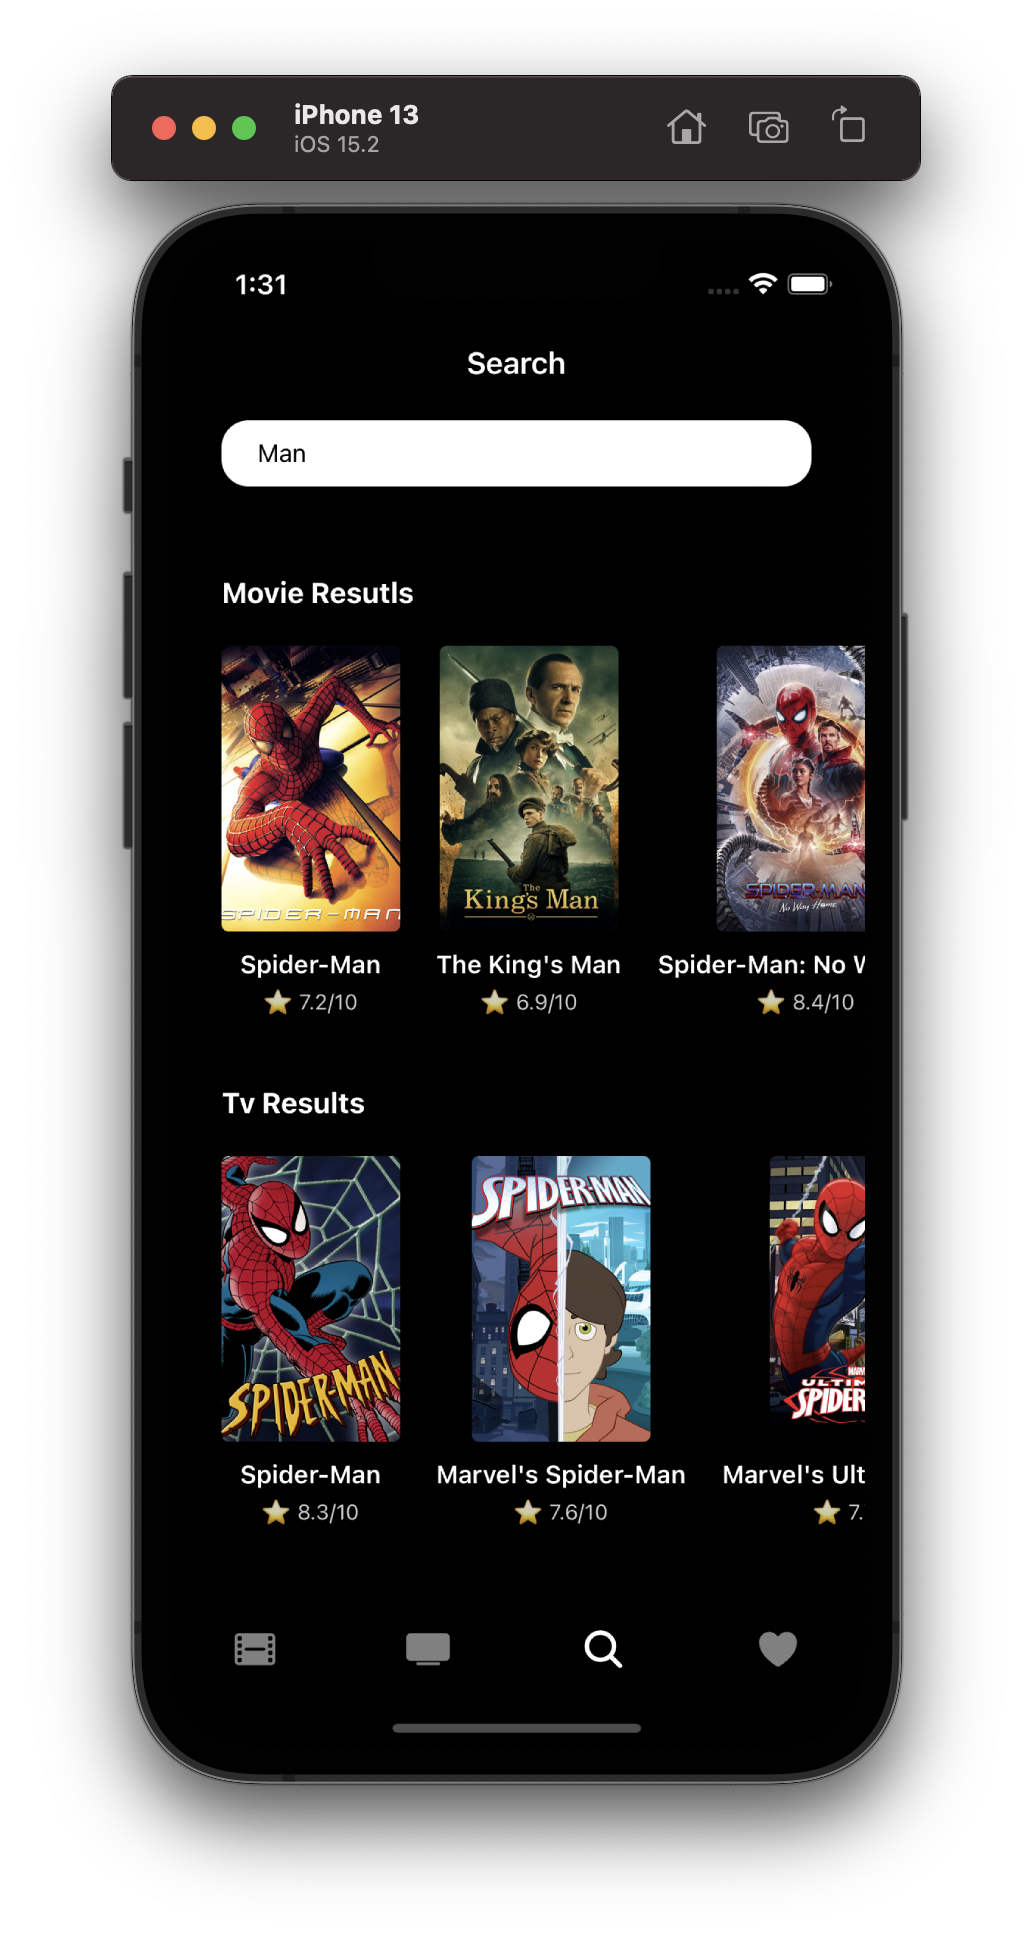 iPhone 13
iOS 15.2
1:31
Search
Man
Movie Resutls
SPIDER-MAN
The
King's Man
SPIDER-MAN
No Way Home
Spider-Man
The King's Man
Spider-Man: No W
7.2/10
6.9/10
8.4/10
Tv Results
SPIDER-MAN
SPIDER-MAN
MARV
ULTIM
SPIDER
Spider-Man
Marvel's Spider-Man
Marvel's Ult
8.3/10
7.6/10
7.